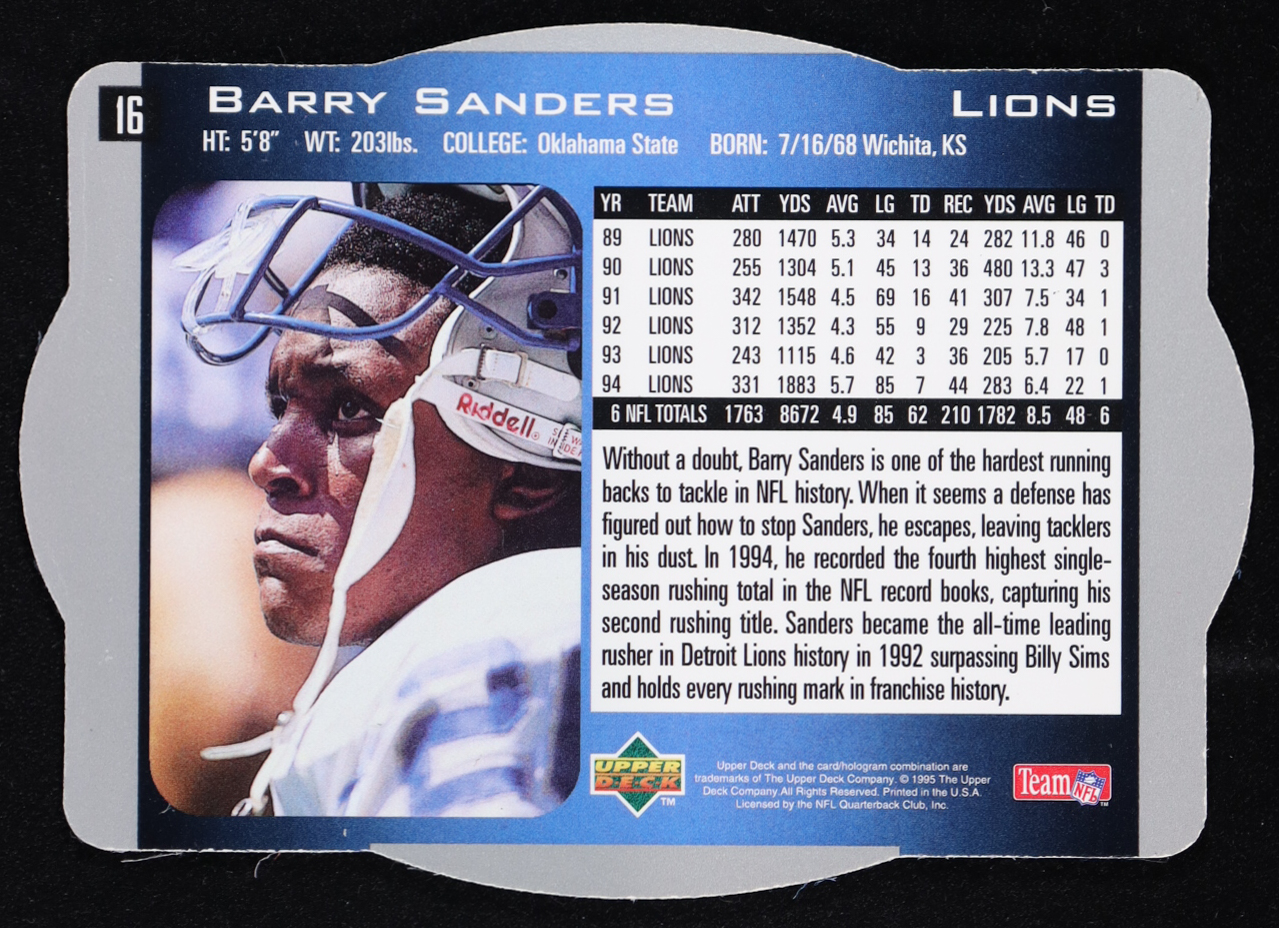 16
BARRY SANDERS LIONS
HT: 5'8" WT: 203lbs. COLLEGE: Oklahoma State BORN: 7/16/68 Wichita, KS
YR TEAM ATT YDS AVG LG TD REC YDS AVG LG TD
89 LIONS 280 1470 5.3 34 14 24 282 11.8 46 0
90 LIONS 255 1304 5.1 45 13 36 480 13.3 47 3
91 LIONS 342 1548 4.5 69 16 41 307 7.5 34 1
92 LIONS 312 1352 4.3 55 9 29 225 7.8 48 1
93 LIONS 243 1115 4.6 42 3 36 205 5.7 17 0
94 LIONS 331 1883 5.7 85 7 44 283 6.4 22 1
6 NFL TOTALS 1763 8672 4.9 85 62 210 1782 8.5 48 6
Riddell®
Without a doubt, Barry Sanders is one of the hardest running
backs to tackle in NFL history. When it seems a defense has
figured out how to stop Sanders, he escapes, leaving tacklers
in his dust. In 1994, he recorded the fourth highest single-
season rushing total in the NFL record books, capturing his
second rushing title. Sanders became the all-time leading
rusher in Detroit Lions history in 1992 surpassing Billy Sims
and holds every rushing mark in franchise history.
UPPER
DECK
TM
Upper Deck and the card/hologram combination are
trademarks of The Upper Deck Company. © 1995 The Upper
Deck Company. All Rights Reserved. Printed in the U.S.A.
Licensed by the NFL Quarterback Club, Inc.
Team NFL TM